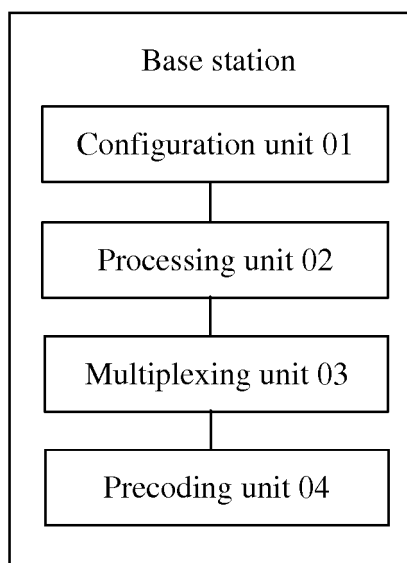 Base station
Configuration unit 01
Processing unit 02
Multiplexing unit 03
Precoding unit 04